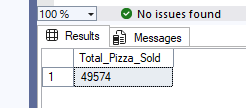 100 %
No issues found
Results
Messages
Total_Pizza_Sold
1
49574